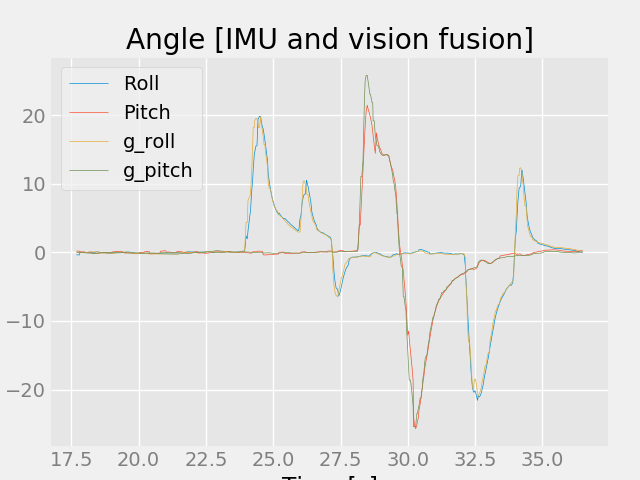 Angle [IMU and vision fusion]
Roll
Pitch
g_roll
g_pitch
20
10
0
−10
−20
17.5 20.0 22.5 25.0 27.5 30.0 32.5 35.0